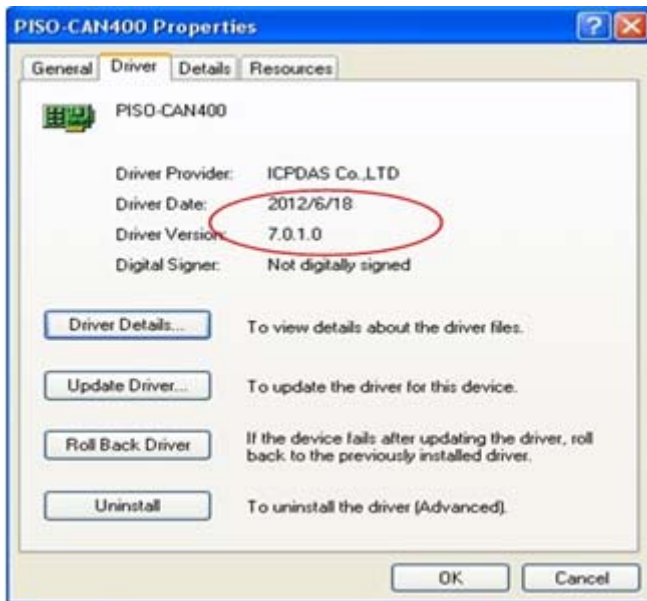 PISO-CAN400 Properties
General Driver Details Resources
PISO-CAN400
Driver Provider: ICPDAS Co.,LTD
Driver Date: 2012/6/18
Driver Version: 7.0.1.0
Digital Signer: Not digitally signed
Driver Details... To view details about the driver files.
Update Driver... To update the driver for this device.
Roll Back Driver If the device fails after updating the driver, roll
back to the previously installed driver.
Uninstall To uninstall the driver (Advanced).
OK Cancel